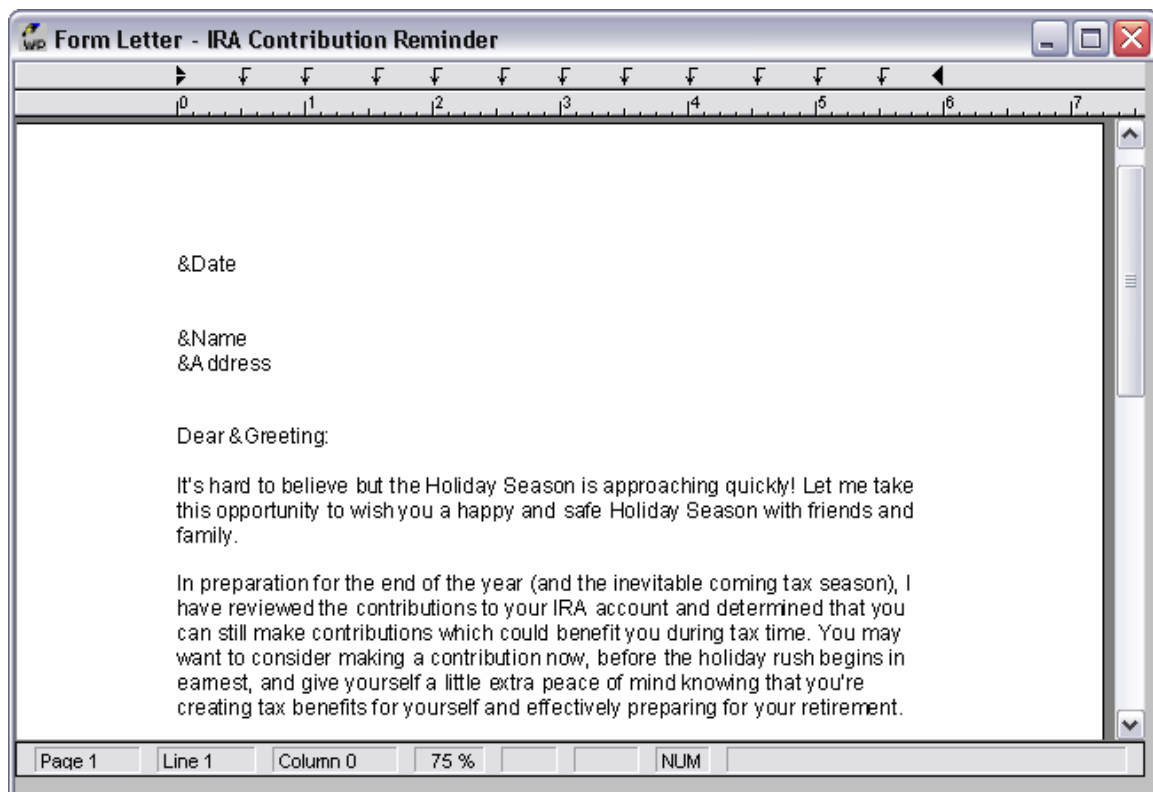 WP Form Letter - IRA Contribution Reminder
0 1 2 3 4 5 6 7
&Date
&Name
&Address
Dear &Greeting:
It's hard to believe but the Holiday Season is approaching quickly! Let me take
this opportunity to wish you a happy and safe Holiday Season with friends and
family.
In preparation for the end of the year (and the inevitable coming tax season), I
have reviewed the contributions to your IRA account and determined that you
can still make contributions which could benefit you during tax time. You may
want to consider making a contribution now, before the holiday rush begins in
earnest, and give yourself a little extra peace of mind knowing that you're
creating tax benefits for yourself and effectively preparing for your retirement.
Page 1 Line 1 Column 0 75 % NUM